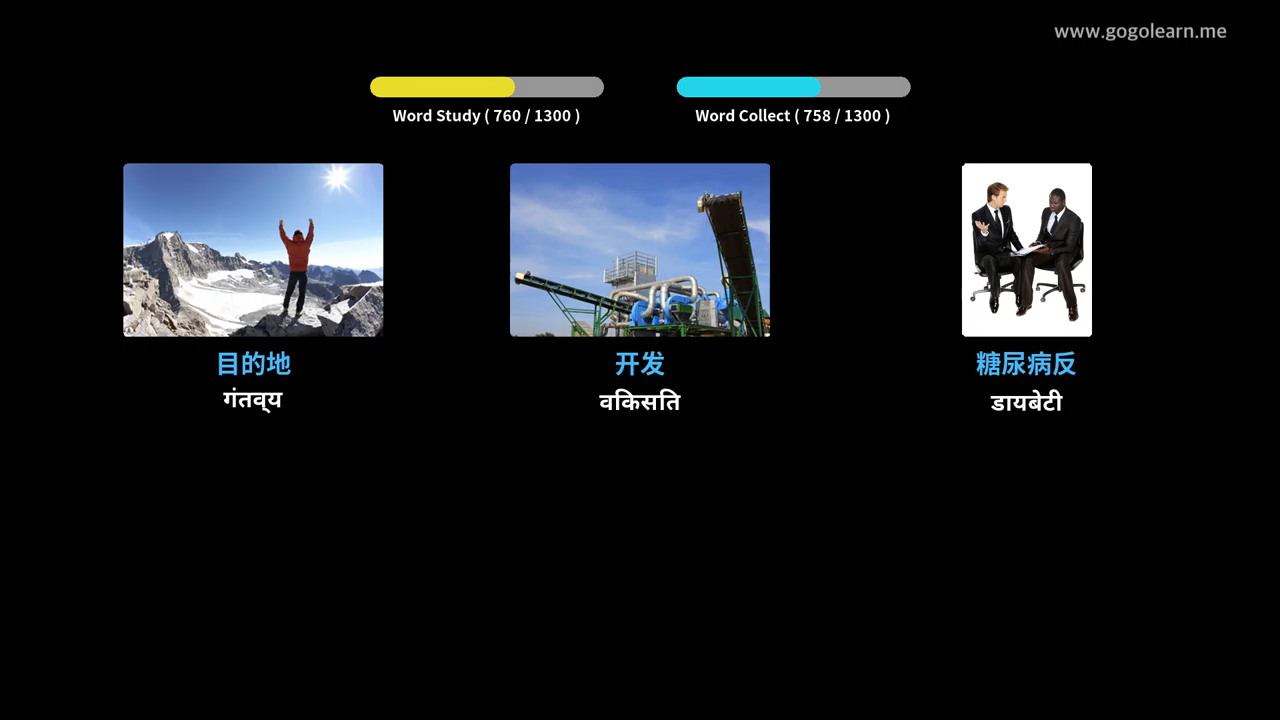 www.gogolearn.me
Word Study ( 760 / 1300 )
Word Collect ( 758 / 1300 )
目的地
开发
糖尿病反
गंतव्य
वकिसति
डायबेटी